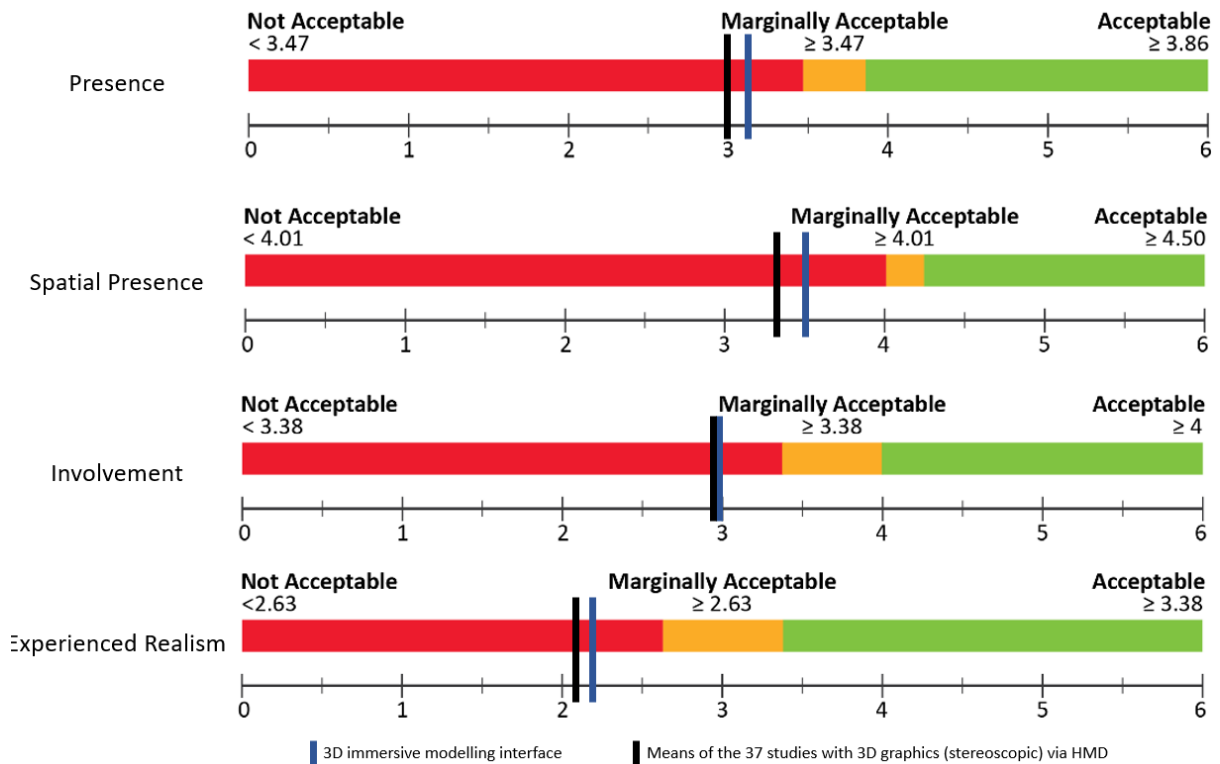 Not Acceptable Marginally Acceptable Acceptable
< 3.47 ≥ 3.47 ≥ 3.86
Presence
0 1 2 3 4 5 6
Not Acceptable Marginally Acceptable Acceptable
< 4.01 ≥ 4.01 ≥ 4.50
Spatial Presence
0 1 2 3 4 5 6
Not Acceptable Marginally Acceptable Acceptable
< 3.38 ≥ 3.38 ≥ 4
Involvement
0 1 2 3 4 5 6
Not Acceptable Marginally Acceptable Acceptable
<2.63 ≥ 2.63 ≥ 3.38
Experienced Realism
0 1 2 3 4 5 6
3D immersive modelling interface Means of the 37 studies with 3D graphics (stereoscopic) via HMD